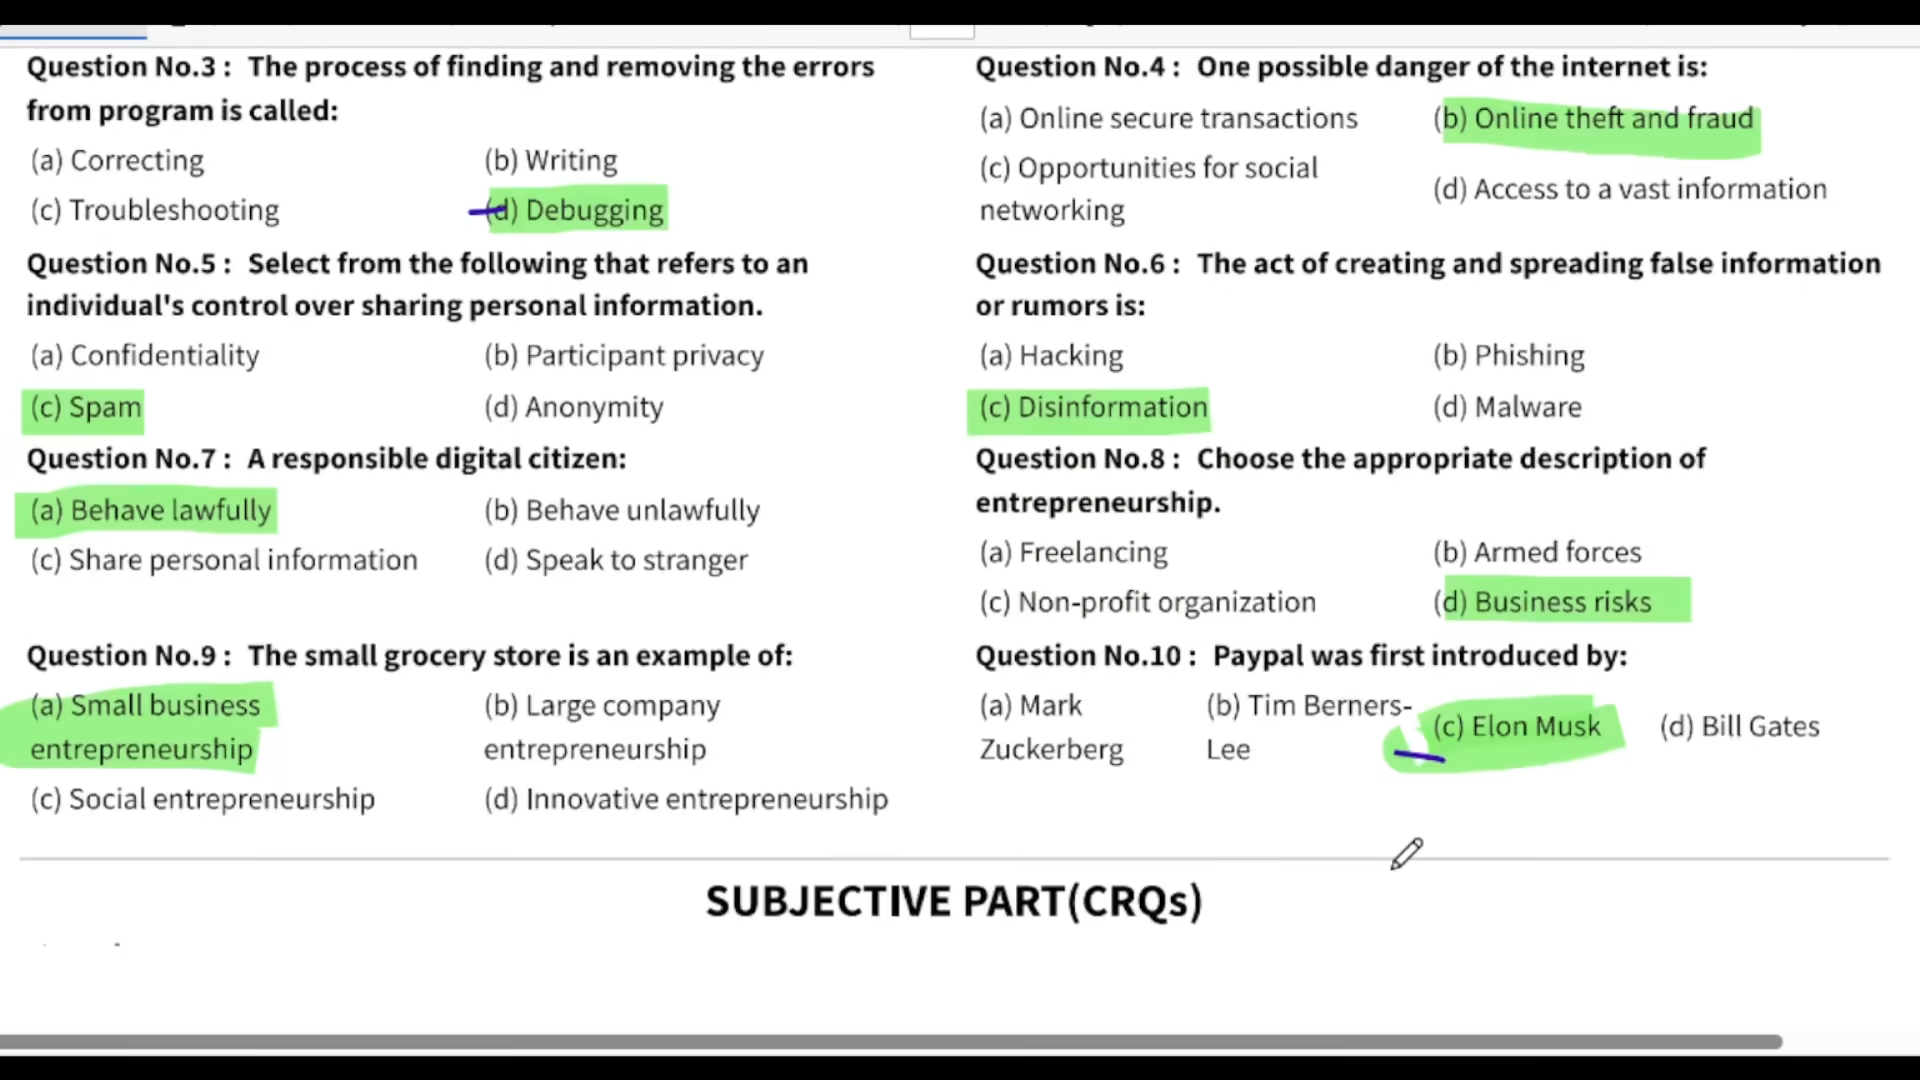 Question No.3 : The process of finding and removing the errors
from program is called:
(a) Correcting
(b) Writing
(c) Troubleshooting
(d) Debugging
Question No.4 : One possible danger of the internet is:
(a) Online secure transactions
(b) Online theft and fraud
(c) Opportunities for social
networking
(d) Access to a vast information
Question No.5 : Select from the following that refers to an
individual's control over sharing personal information.
(a) Confidentiality
(b) Participant privacy
(c) Spam
(d) Anonymity
Question No.6 : The act of creating and spreading false information
or rumors is:
(a) Hacking
(b) Phishing
(c) Disinformation
(d) Malware
Question No.7 : A responsible digital citizen:
(a) Behave lawfully
(b) Behave unlawfully
(c) Share personal information
(d) Speak to stranger
Question No.8 : Choose the appropriate description of
entrepreneurship.
(a) Freelancing
(b) Armed forces
(c) Non-profit organization
(d) Business risks
Question No.9 : The small grocery store is an example of:
(a) Small business
entrepreneurship
(b) Large company
entrepreneurship
(c) Social entrepreneurship
(d) Innovative entrepreneurship
Question No.10 : Paypal was first introduced by:
(a) Mark
Zuckerberg
(b) Tim Berners-
Lee
(c) Elon Musk
(d) Bill Gates
SUBJECTIVE PART(CRQs)